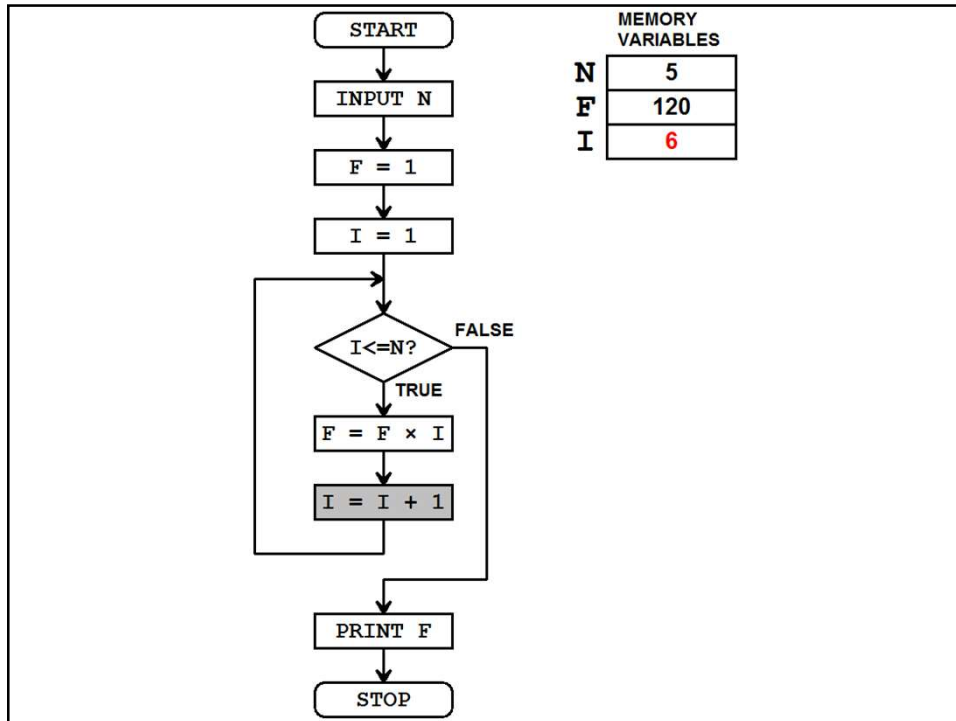 START
INPUT N
F = 1
I = 1
I<=N?
FALSE
TRUE
F = F × I
I = I + 1
PRINT F
STOP
MEMORY
VARIABLES
N 5
F 120
I 6